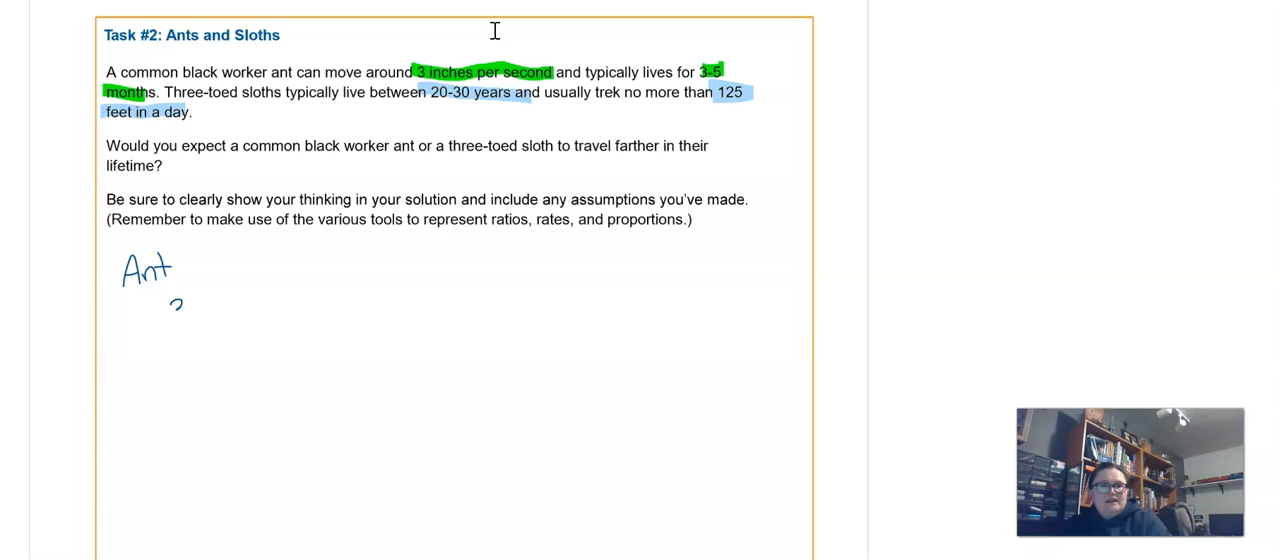 Task #2: Ants and Sloths
A common black worker ant can move around 3 inches per second and typically lives for 3-5
months. Three-toed sloths typically live between 20-30 years and usually trek no more than 125
feet in a day.
Would you expect a common black worker ant or a three-toed sloth to travel farther in their
lifetime?
Be sure to clearly show your thinking in your solution and include any assumptions you've made.
(Remember to make use of the various tools to represent ratios, rates, and proportions.)
Ant